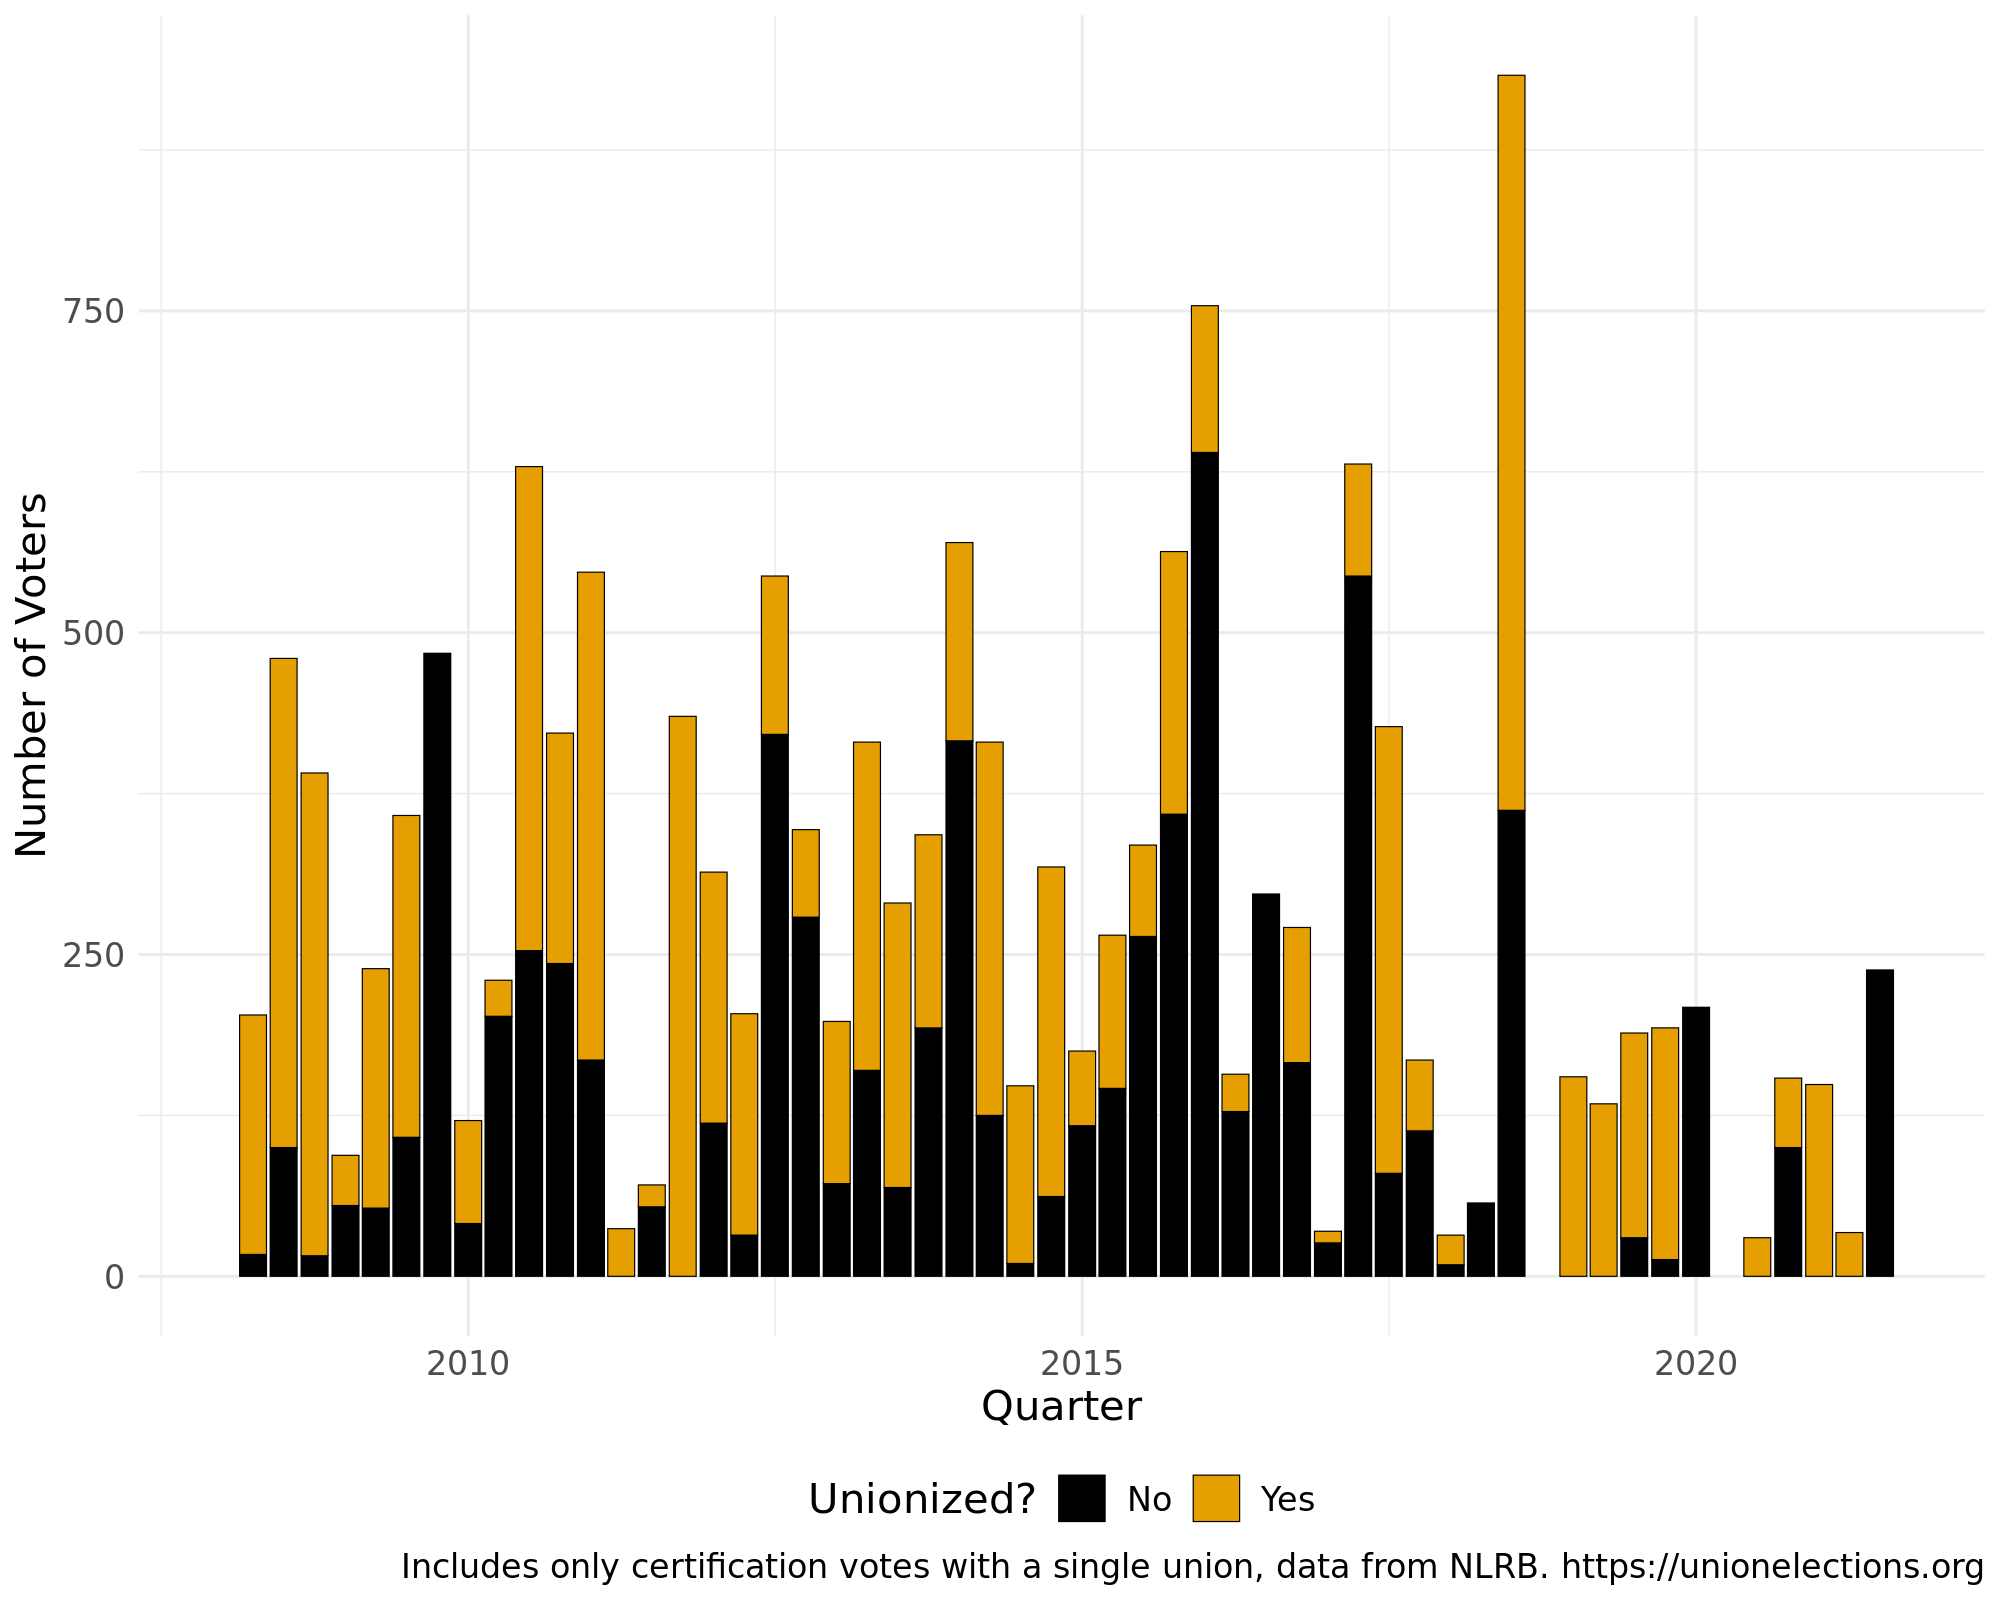 Number of Voters
750
500
250
0
2010 2015 2020
Quarter
Unionized? No Yes
Includes only certification votes with a single union, data from NLRB. https://unionelections.org